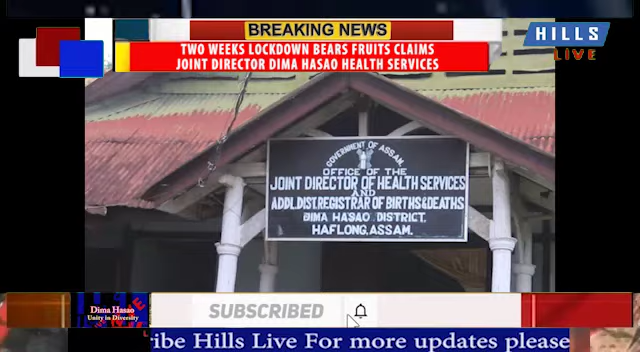 BREAKING NEWS
TWO WEEKS LOCKDOWN BEARS FRUITS CLAIMS
JOINT DIRECTOR DIMA HASAO HEALTH SERVICES
HILLS
LIVE
GOVERNMENT OF ASSAM.
OFFICE OF THE
JOINT DIRECTOR OF HEALTH SERVICES
AND
ADDL.DIST.REGISTRAR OF BIRTHS&DEATHS
DIMA HASAO DISTRICT.
HAFLONG, ASSAM.
Dima Hasao
Unity in Diversity
SUBSCRIBED
ibe Hills Live For more updates please